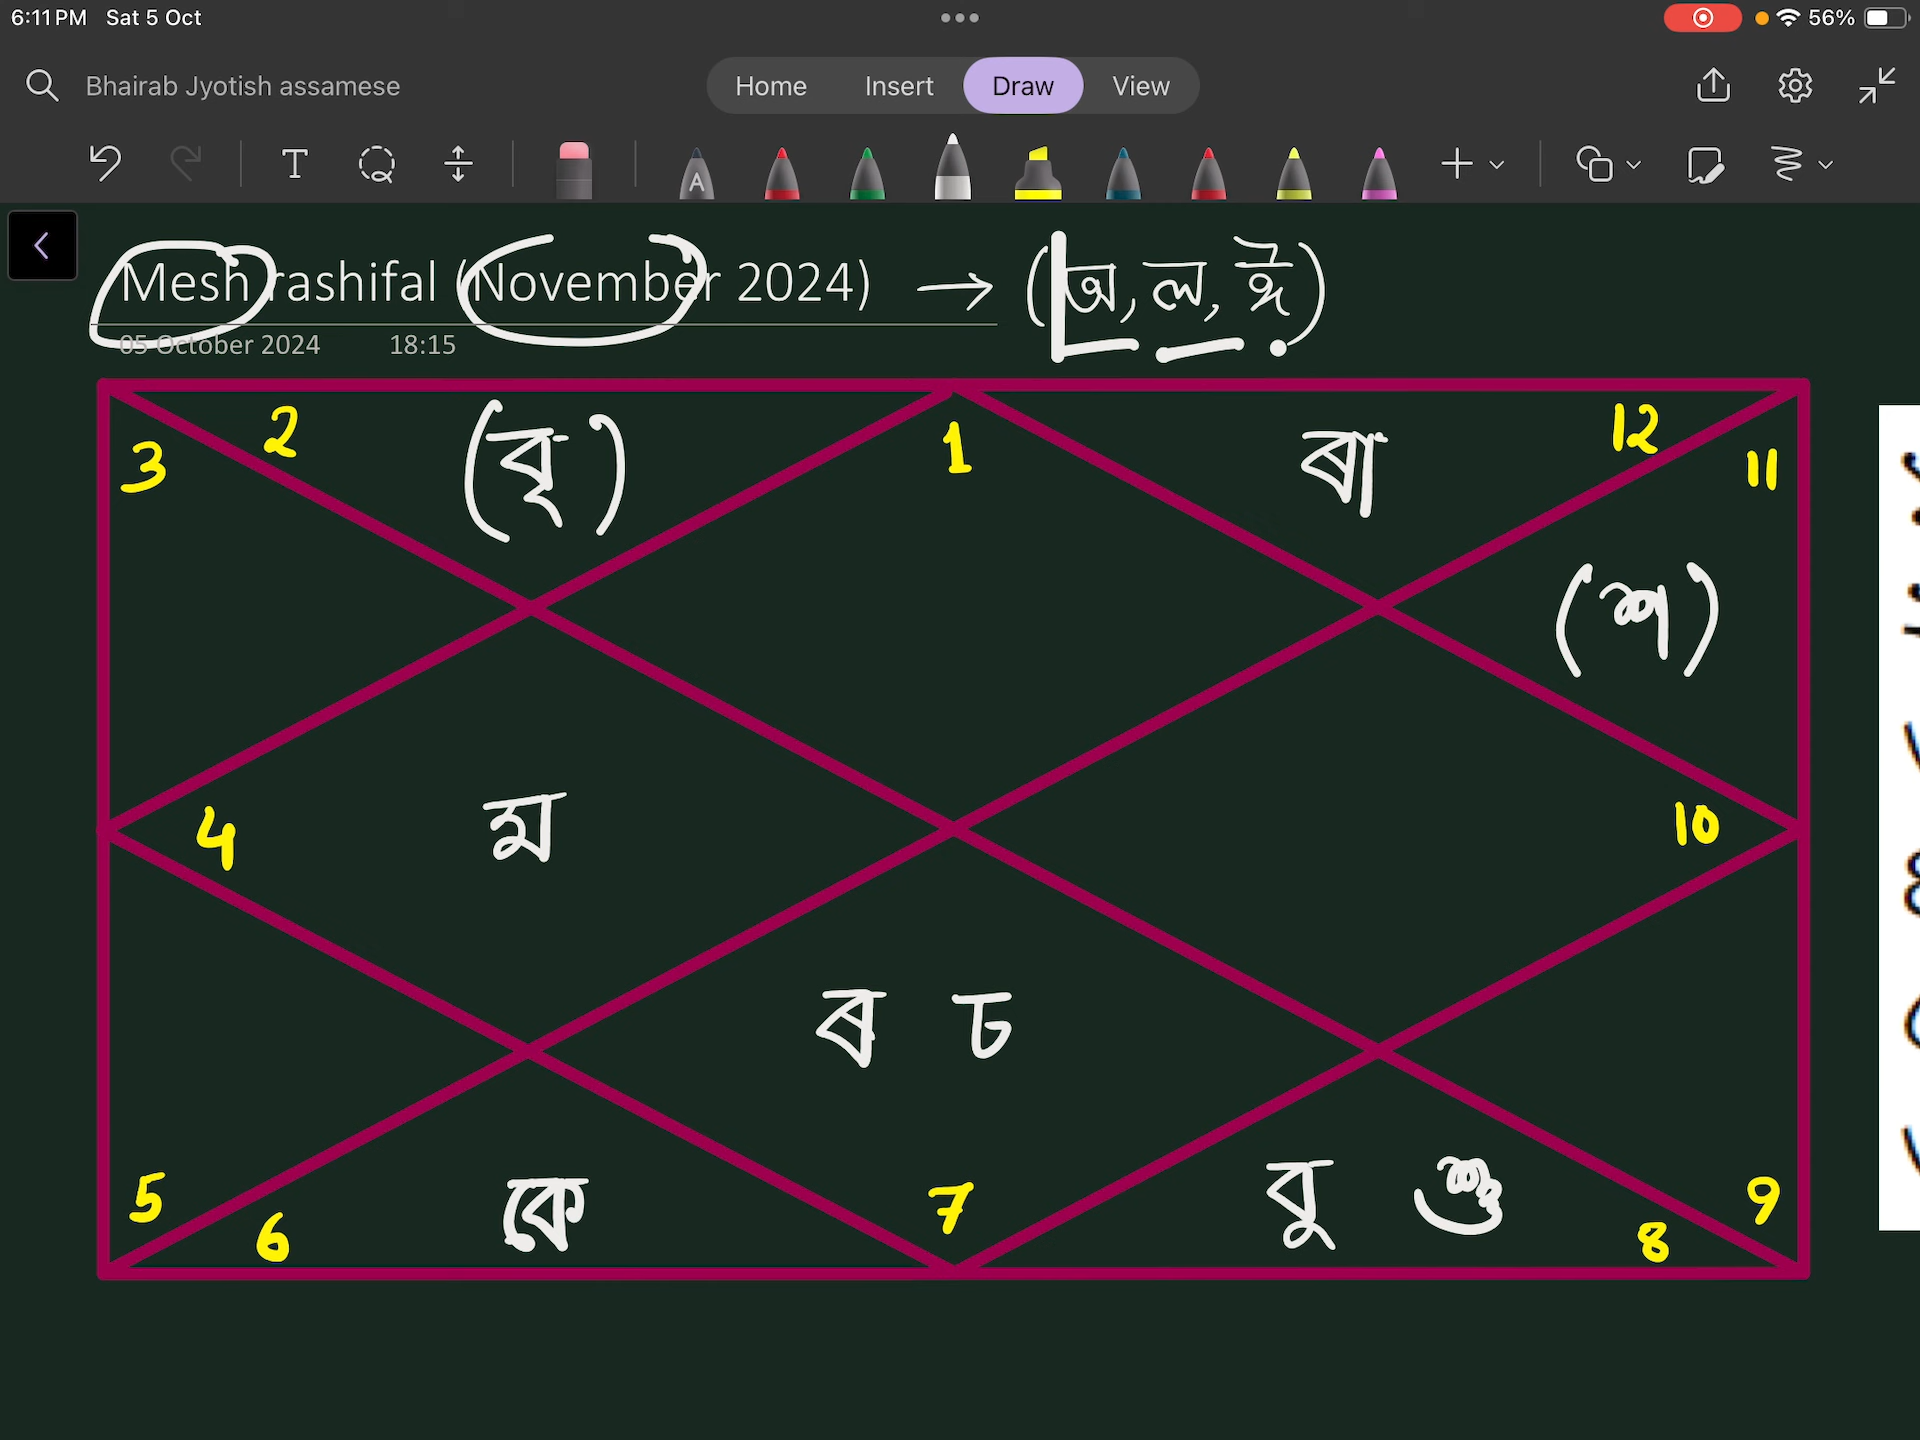 6:11 PM Sat 5 Oct 56%
Bhairab Jyotish assamese
Home Insert Draw View
T A
Mesh rashifal (November 2024) → (অ, ল, ঈ)
05 October 2024 18:15
3 2 (বৃ) 1 ৰা 12 11
(শ)
4 ম 10
ৰ চ
5 6 কে 7 বু শু 8 9